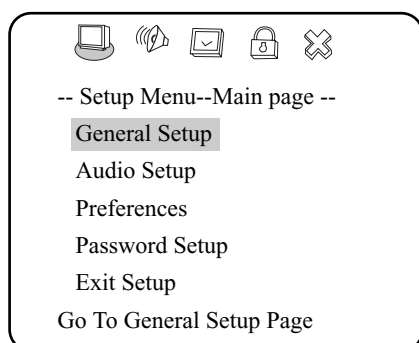 -- Setup Menu--Main page --
General Setup
Audio Setup
Preferences
Password Setup
Exit Setup
Go To General Setup Page